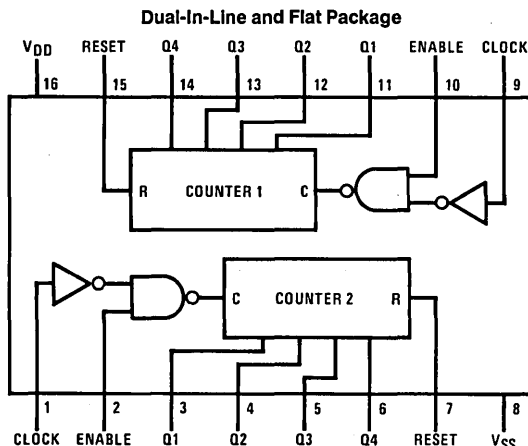 Dual-In-Line and Flat Package
VDD RESET Q4 Q3 Q2 Q1 ENABLE CLOCK
16 15 14 13 12 11 10 9
R COUNTER 1 C
C COUNTER 2 R
1 2 3 4 5 6 7 8
CLOCK ENABLE Q1 Q2 Q3 Q4 RESET VSS